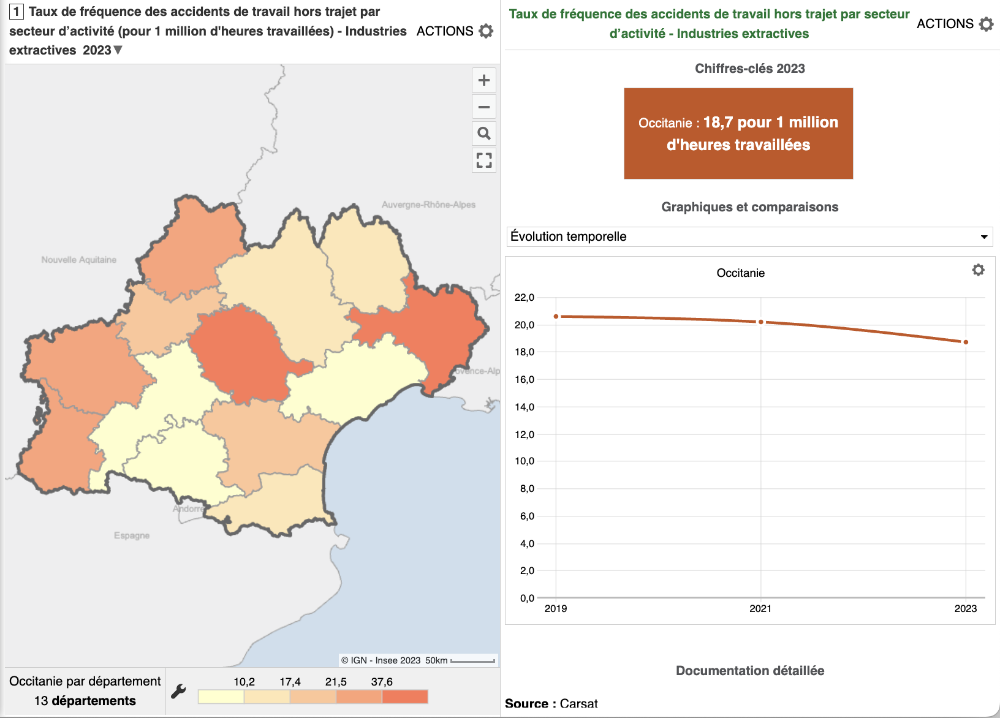 1 Taux de fréquence des accidents de travail hors trajet par
secteur d’activité (pour 1 million d'heures travaillées) - Industries
extractives 2023▼
ACTIONS
Auvergne-Rhône-Alpes
Nouvelle Aquitaine
ovence-Alp
Andorre
Espagne
© IGN - Insee 2023 50km
Occitanie par département
13 départements
10,2 17,4 21,5 37,6
Taux de fréquence des accidents de travail hors trajet par secteur
d’activité - Industries extractives
ACTIONS
Chiffres-clés 2023
Occitanie : 18,7 pour 1 million
d'heures travaillées
Graphiques et comparaisons
Évolution temporelle
Occitanie
22,0
20,0
18,0
16,0
14,0
12,0
10,0
8,0
6,0
4,0
2,0
0,0
2019 2021 2023
Documentation détaillée
Source : Carsat